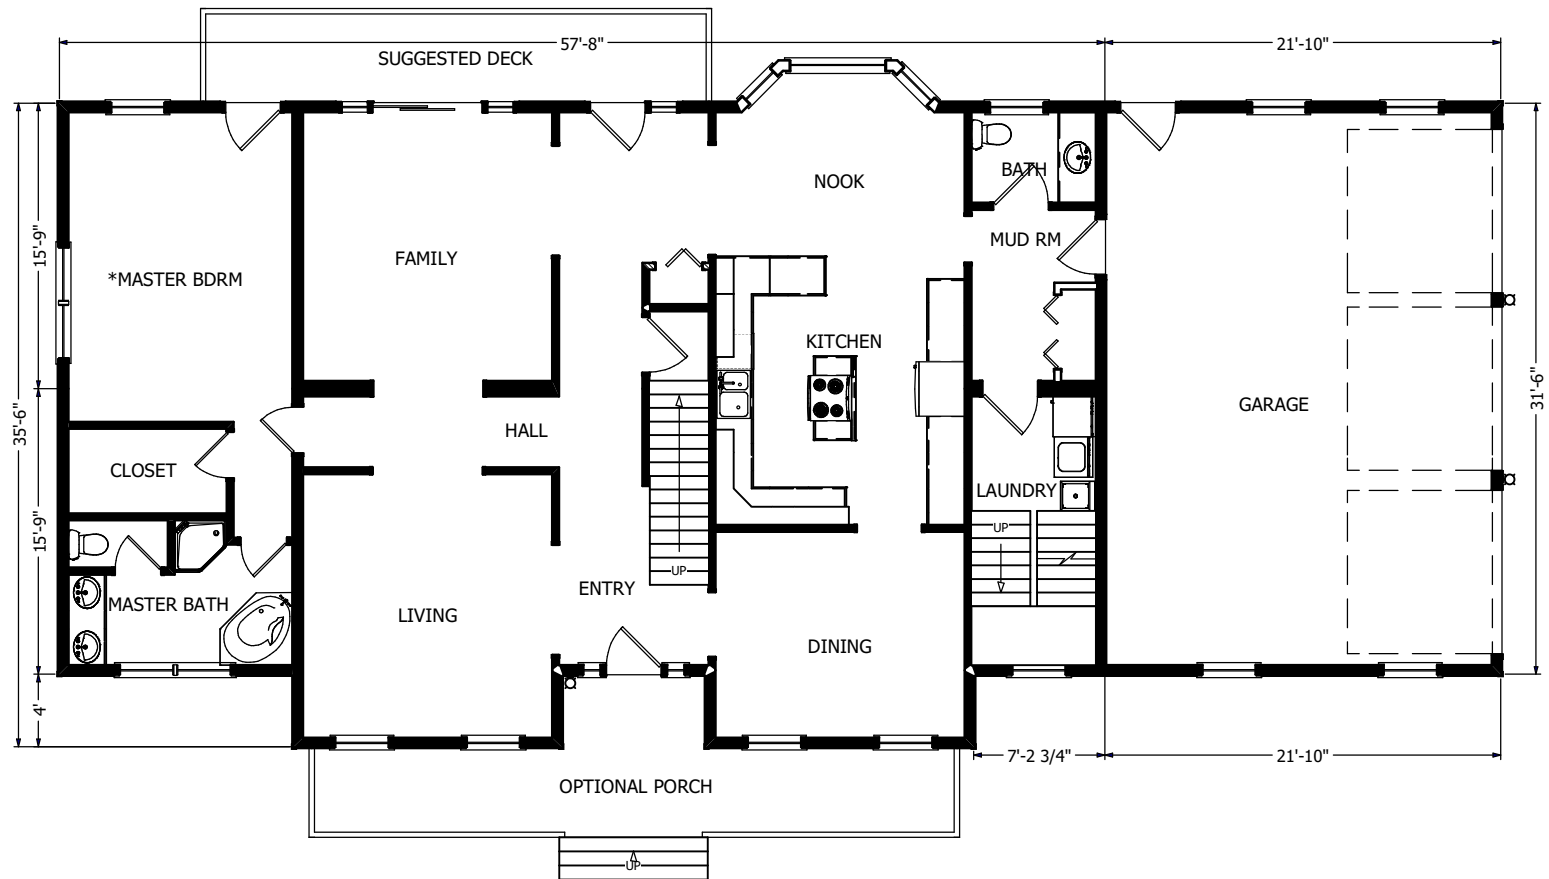 57'-8"
21'-10"
SUGGESTED DECK
NOOK
BATH
MUD RM
FAMILY
*MASTER BDRM
15'-9"
KITCHEN
35'-6"
31'-6"
GARAGE
HALL
CLOSET
LAUNDRY
UP
15'-9"
UP
ENTRY
MASTER BATH
LIVING
DINING
4'
7'-2 3/4"
21'-10"
OPTIONAL PORCH
UP